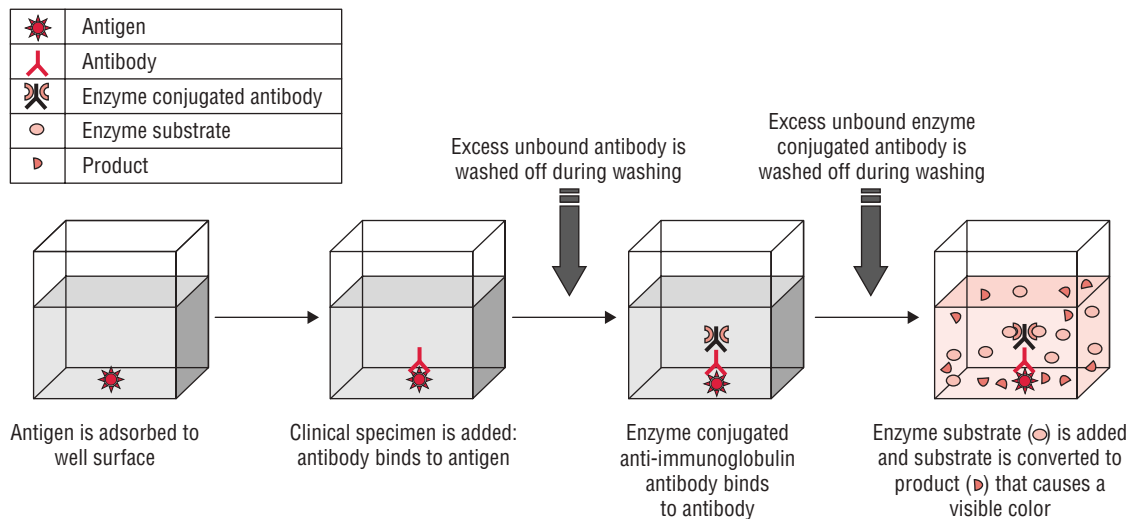 Antigen
Antibody
Enzyme conjugated antibody
Enzyme substrate
Product
Excess unbound antibody is
washed off during washing
Excess unbound enzyme
conjugated antibody is
washed off during washing
Antigen is adsorbed to
well surface
Clinical specimen is added:
antibody binds to antigen
Enzyme conjugated
anti-immunoglobulin
antibody binds
to antibody
Enzyme substrate () is added
and substrate is converted to
product () that causes a
visible color